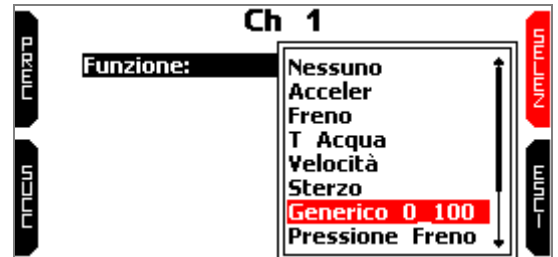 Ch 1
PREC
SELEZ
Funzione:
Nessuno
Acceler
Freno
T Acqua
Velocità
Sterzo
Generico 0_100
Pressione Freno
SUCC
ESCI